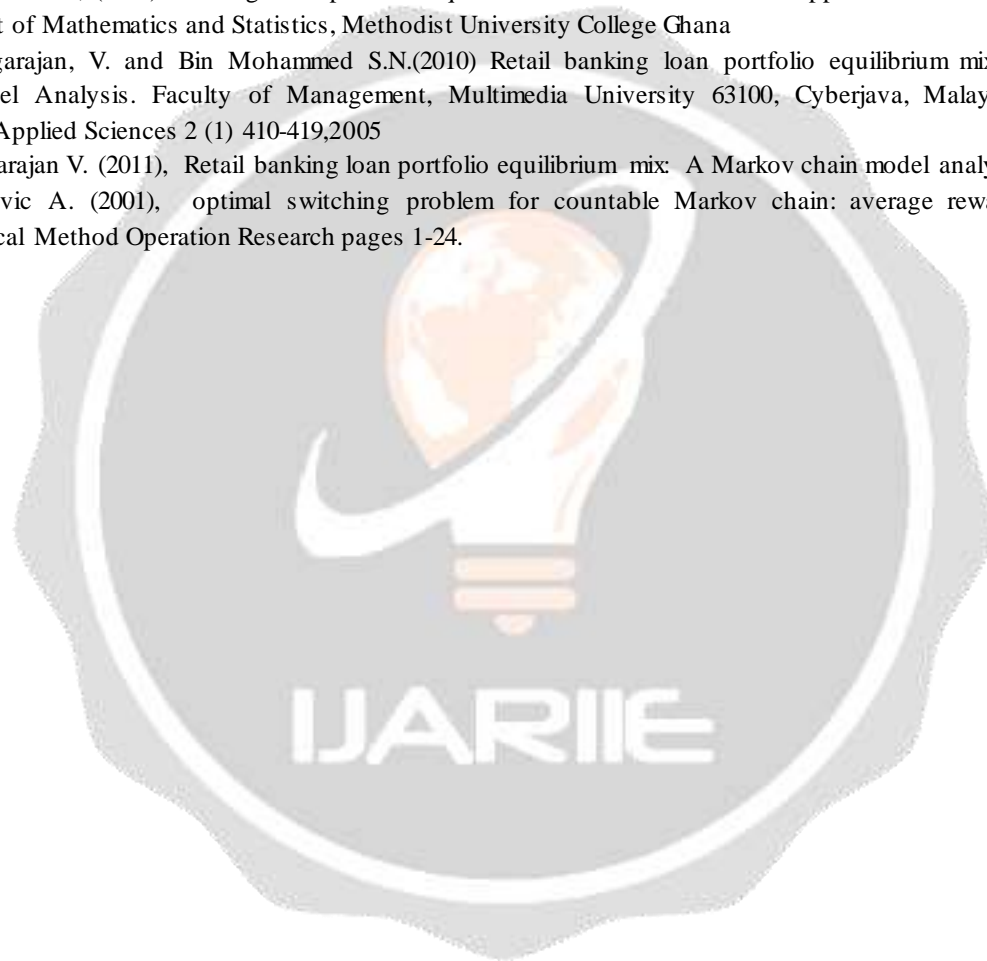 t of Mathematics and Statistics, Methodist University College Ghana
garajan, V. and Bin Mohammed S.N.(2010) Retail banking loan portfolio equilibrium mix
el Analysis. Faculty of Management, Multimedia University 63100, Cyberjava, Malay
Applied Sciences 2 (1) 410-419,2005
arajan V. (2011), Retail banking loan portfolio equilibrium mix: A Markov chain model analy
vic A. (2001), optimal switching problem for countable Markov chain: average rewa
cal Method Operation Research pages 1-24.
IJARIIE